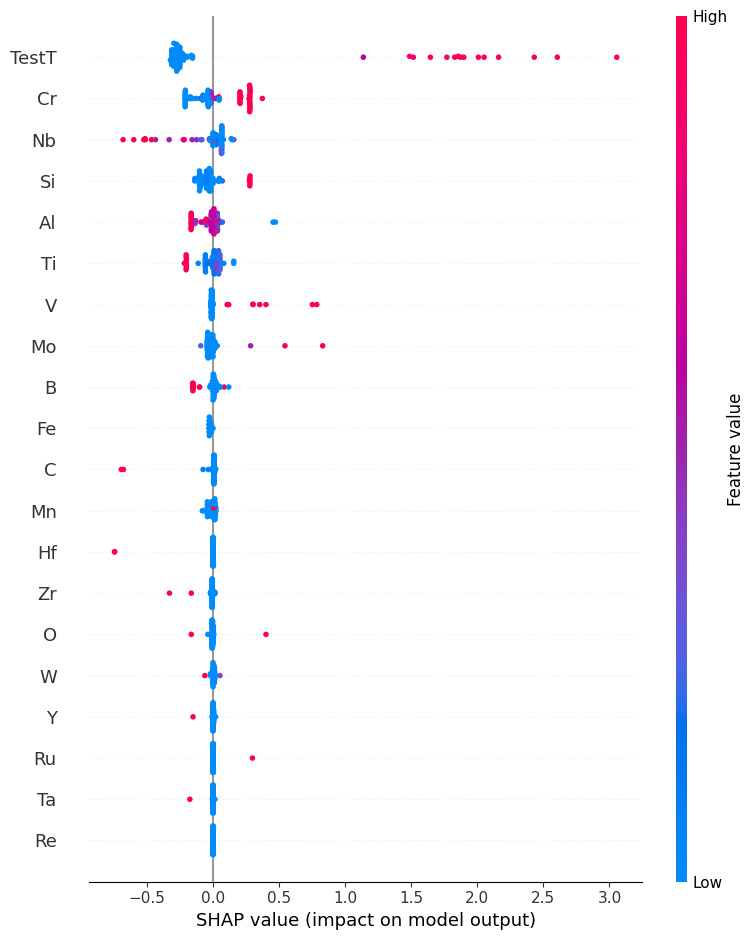 High
TestT
Cr
Nb
Si
Al
Ti
V
Mo
B
Fe
C
Mn
Hf
Zr
O
W
Y
Ru
Ta
Re
Feature value
Low
−0.5 0.0 0.5 1.0 1.5 2.0 2.5 3.0
SHAP value (impact on model output)